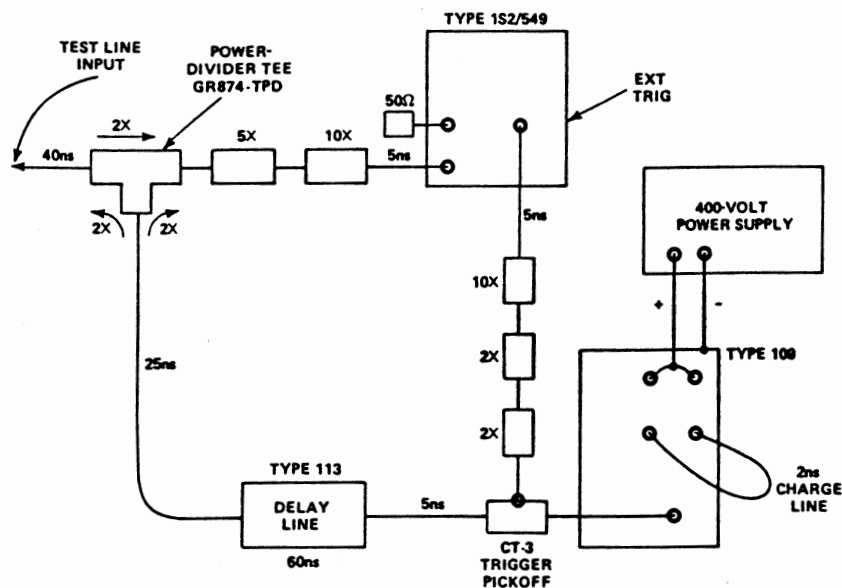 TYPE 1S2/549
TEST LINE
INPUT
POWER-
DIVIDER TEE
GR874-TPD
50Ω
EXT
TRIG
2X
5X
10X
40ns
5ns
2X
2X
5ns
400-VOLT
POWER SUPPLY
10X
+
-
TYPE 109
25ns
2X
2X
TYPE 113
DELAY
LINE
60ns
5ns
CT-3
TRIGGER
PICKOFF
2ns
CHARGE
LINE